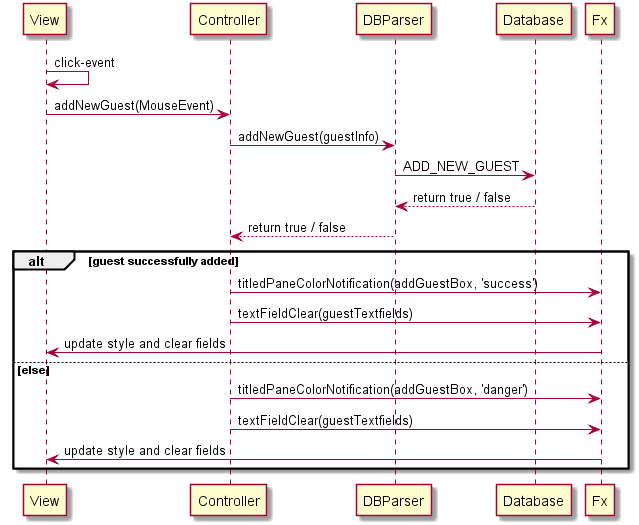 View Controller DBParser Database Fx
click-event
addNewGuest(MouseEvent)
addNewGuest(guestInfo)
ADD_NEW_GUEST
return true / false
return true / false
alt [guest successfully added]
titledPaneColorNotification(addGuestBox, 'success')
textFieldClear(guestTextfields)
update style and clear fields
[else]
titledPaneColorNotification(addGuestBox, 'danger')
textFieldClear(guestTextfields)
update style and clear fields
View Controller DBParser Database Fx